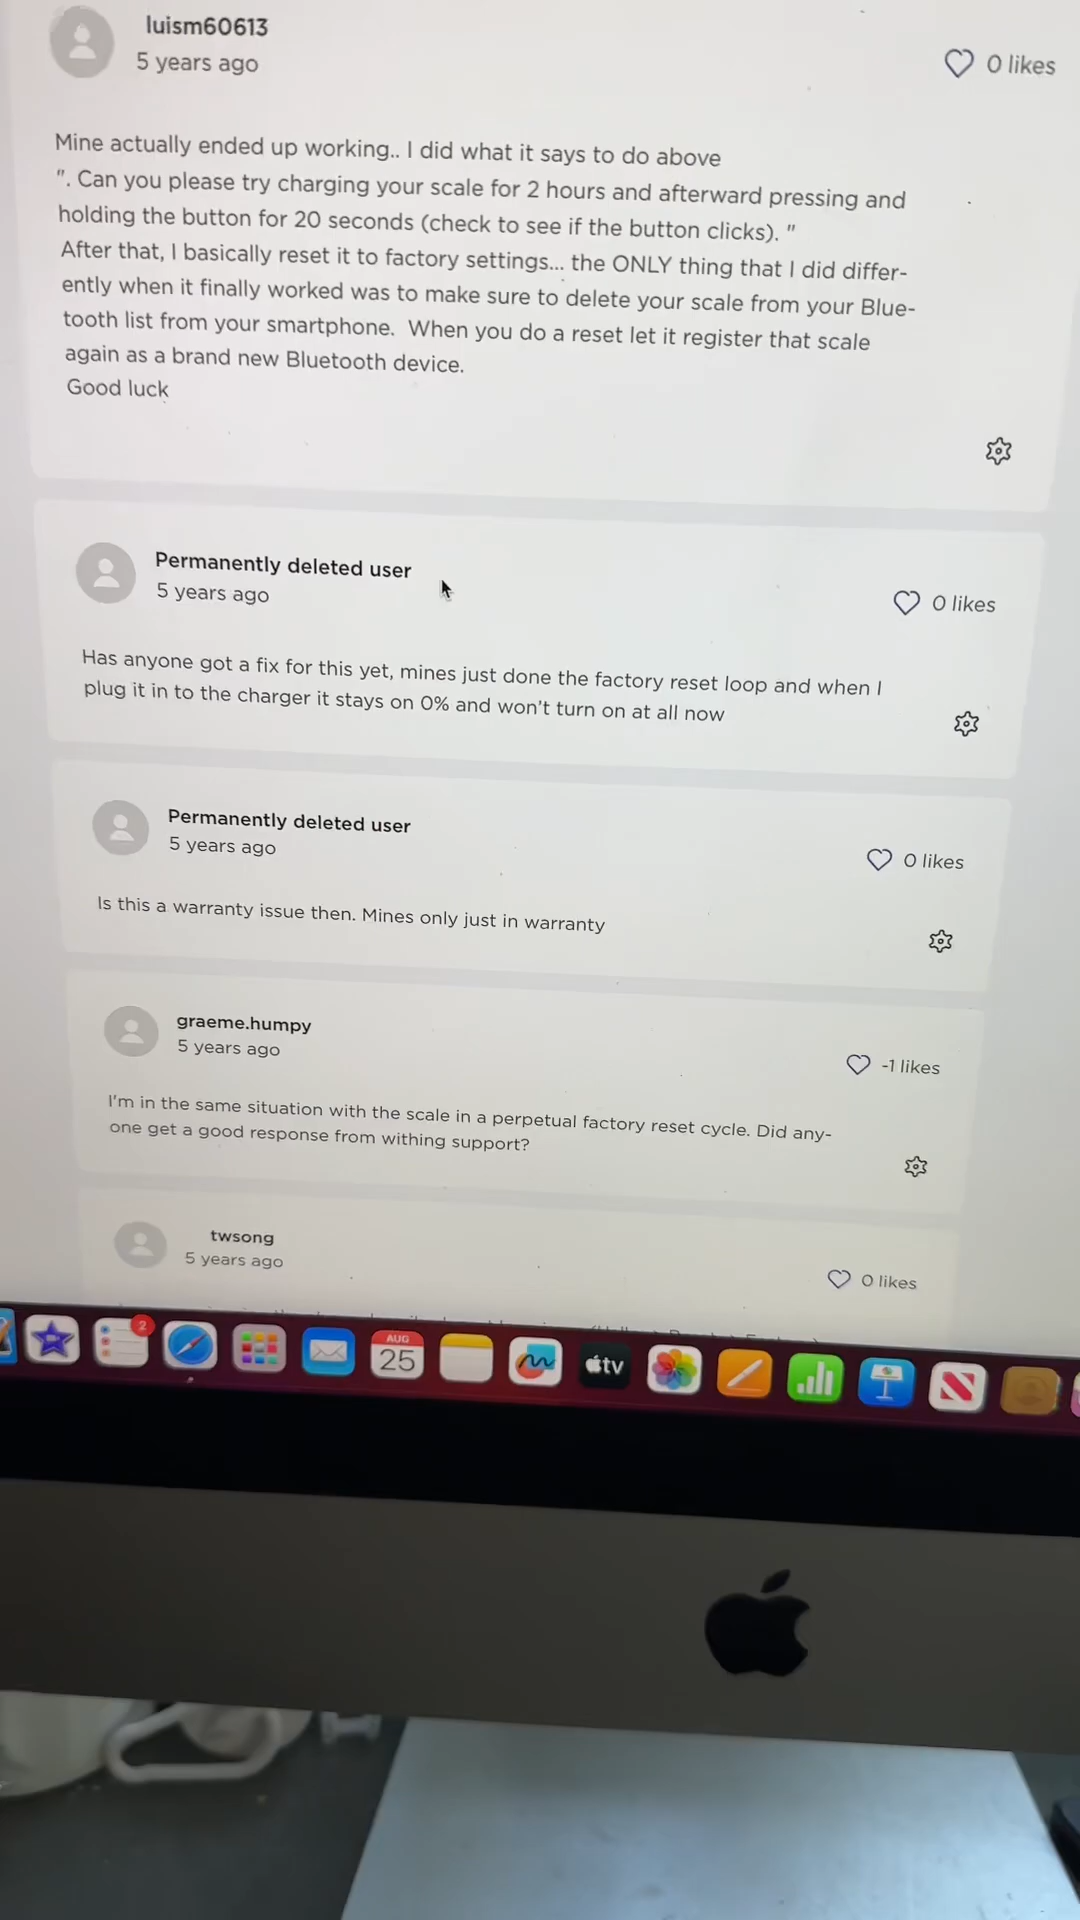 luism60613
5 years ago
0 likes
Mine actually ended up working.. I did what it says to do above
". Can you please try charging your scale for 2 hours and afterward pressing and
holding the button for 20 seconds (check to see if the button clicks). "
After that, I basically reset it to factory settings... the ONLY thing that I did differ-
ently when it finally worked was to make sure to delete your scale from your Blue-
tooth list from your smartphone.  When you do a reset let it register that scale
again as a brand new Bluetooth device.
Good luck
Permanently deleted user
5 years ago
0 likes
Has anyone got a fix for this yet, mines just done the factory reset loop and when I
plug it in to the charger it stays on 0% and won't turn on at all now
Permanently deleted user
5 years ago
0 likes
Is this a warranty issue then. Mines only just in warranty
graeme.humpy
5 years ago
-1 likes
I'm in the same situation with the scale in a perpetual factory reset cycle. Did any-
one get a good response from withing support?
twsong
5 years ago
0 likes
2
AUG
25
tv